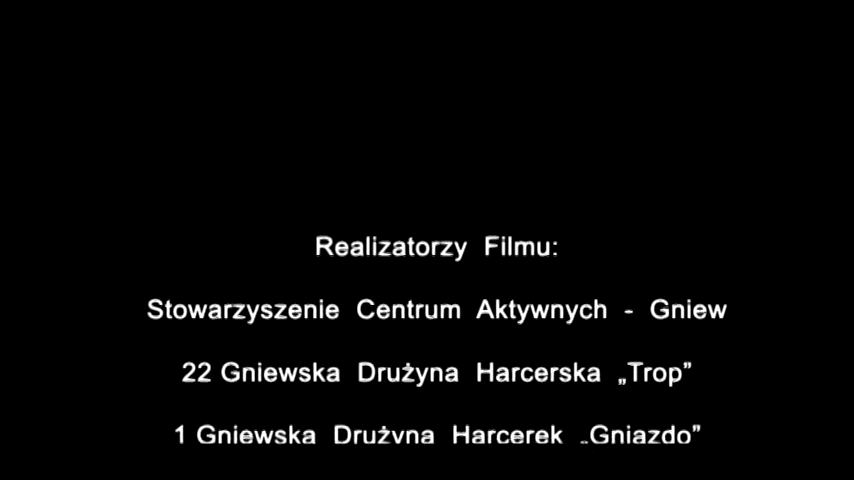 Realizatorzy Filmu:
Stowarzyszenie Centrum Aktywnych - Gniew
22 Gniewska Drużyna Harcerska „Trop”
1 Gniewska Drużyna Harcerek „Gniazdo”